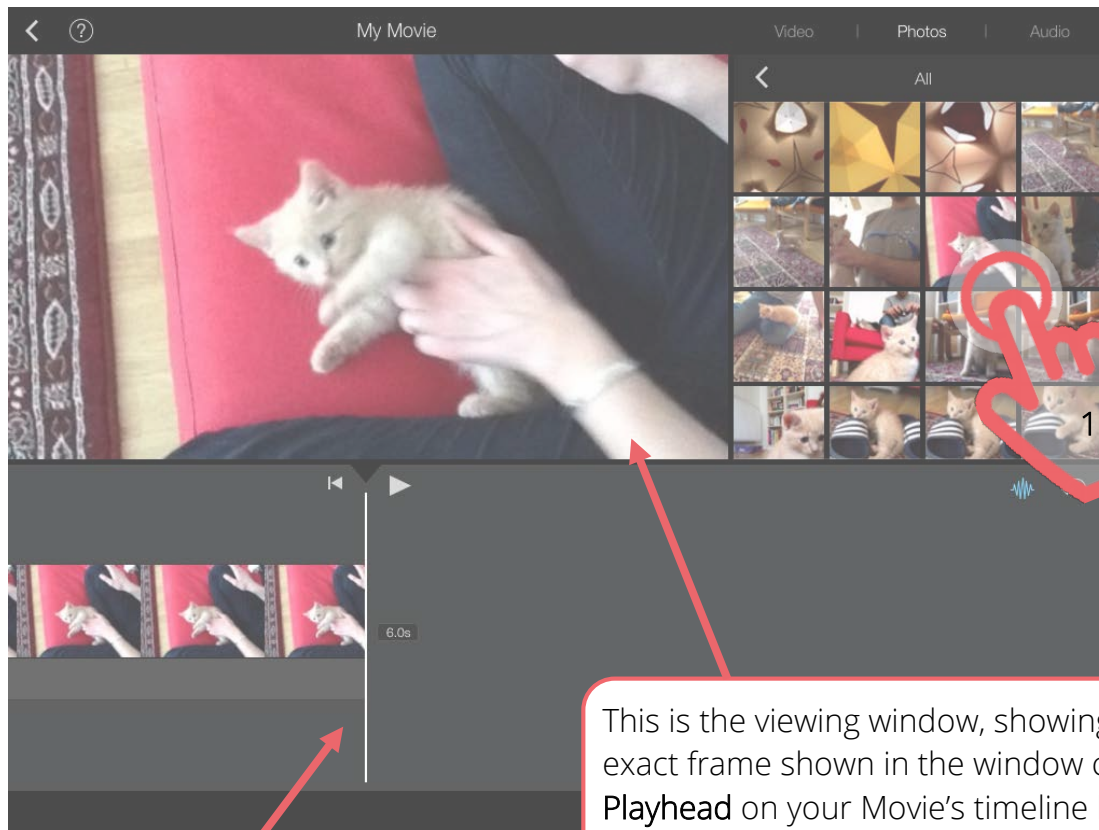 ?
My Movie
Video | Photos | Audio
All
1
6.0s
This is the viewing window, showing
exact frame shown in the window
Playhead on your Movie's timeline